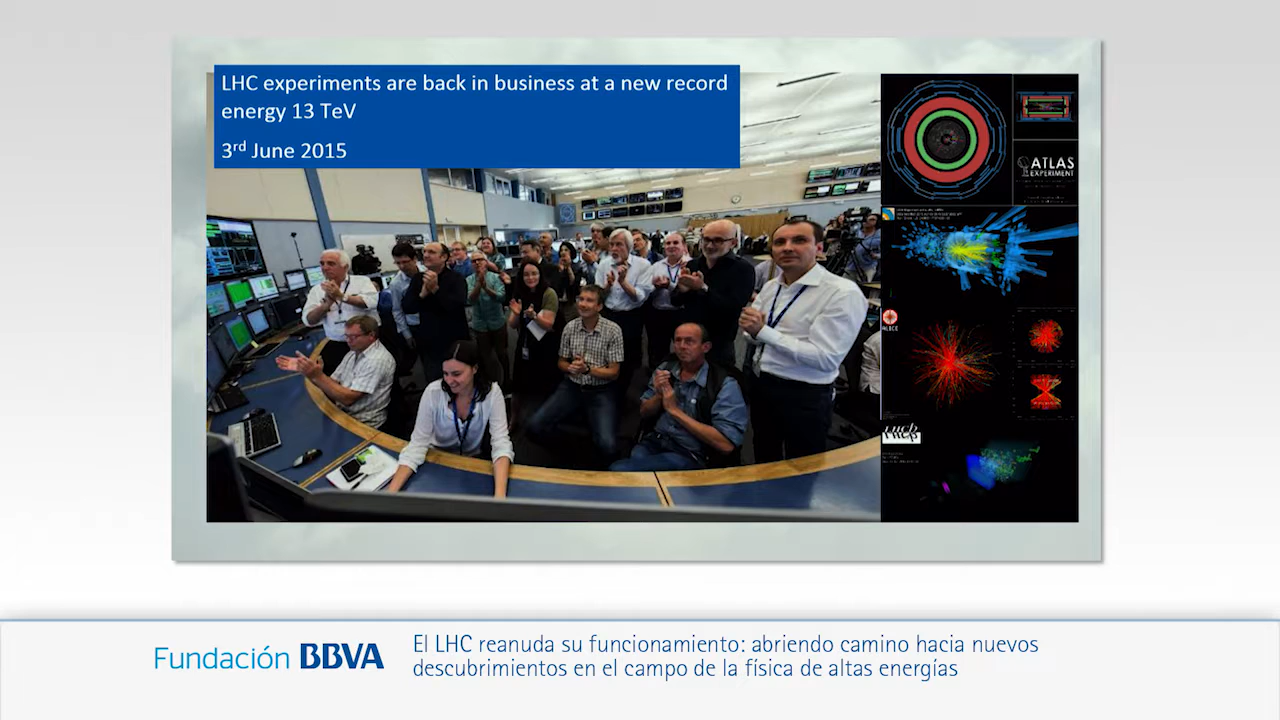 LHC experiments are back in business at a new record
energy 13 TeV
3rd June 2015
ATLAS
EXPERIMENT
ALICE
LHCb
Fundación BBVA
El LHC reanuda su funcionamiento: abriendo camino hacia nuevos
descubrimientos en el campo de la física de altas energías